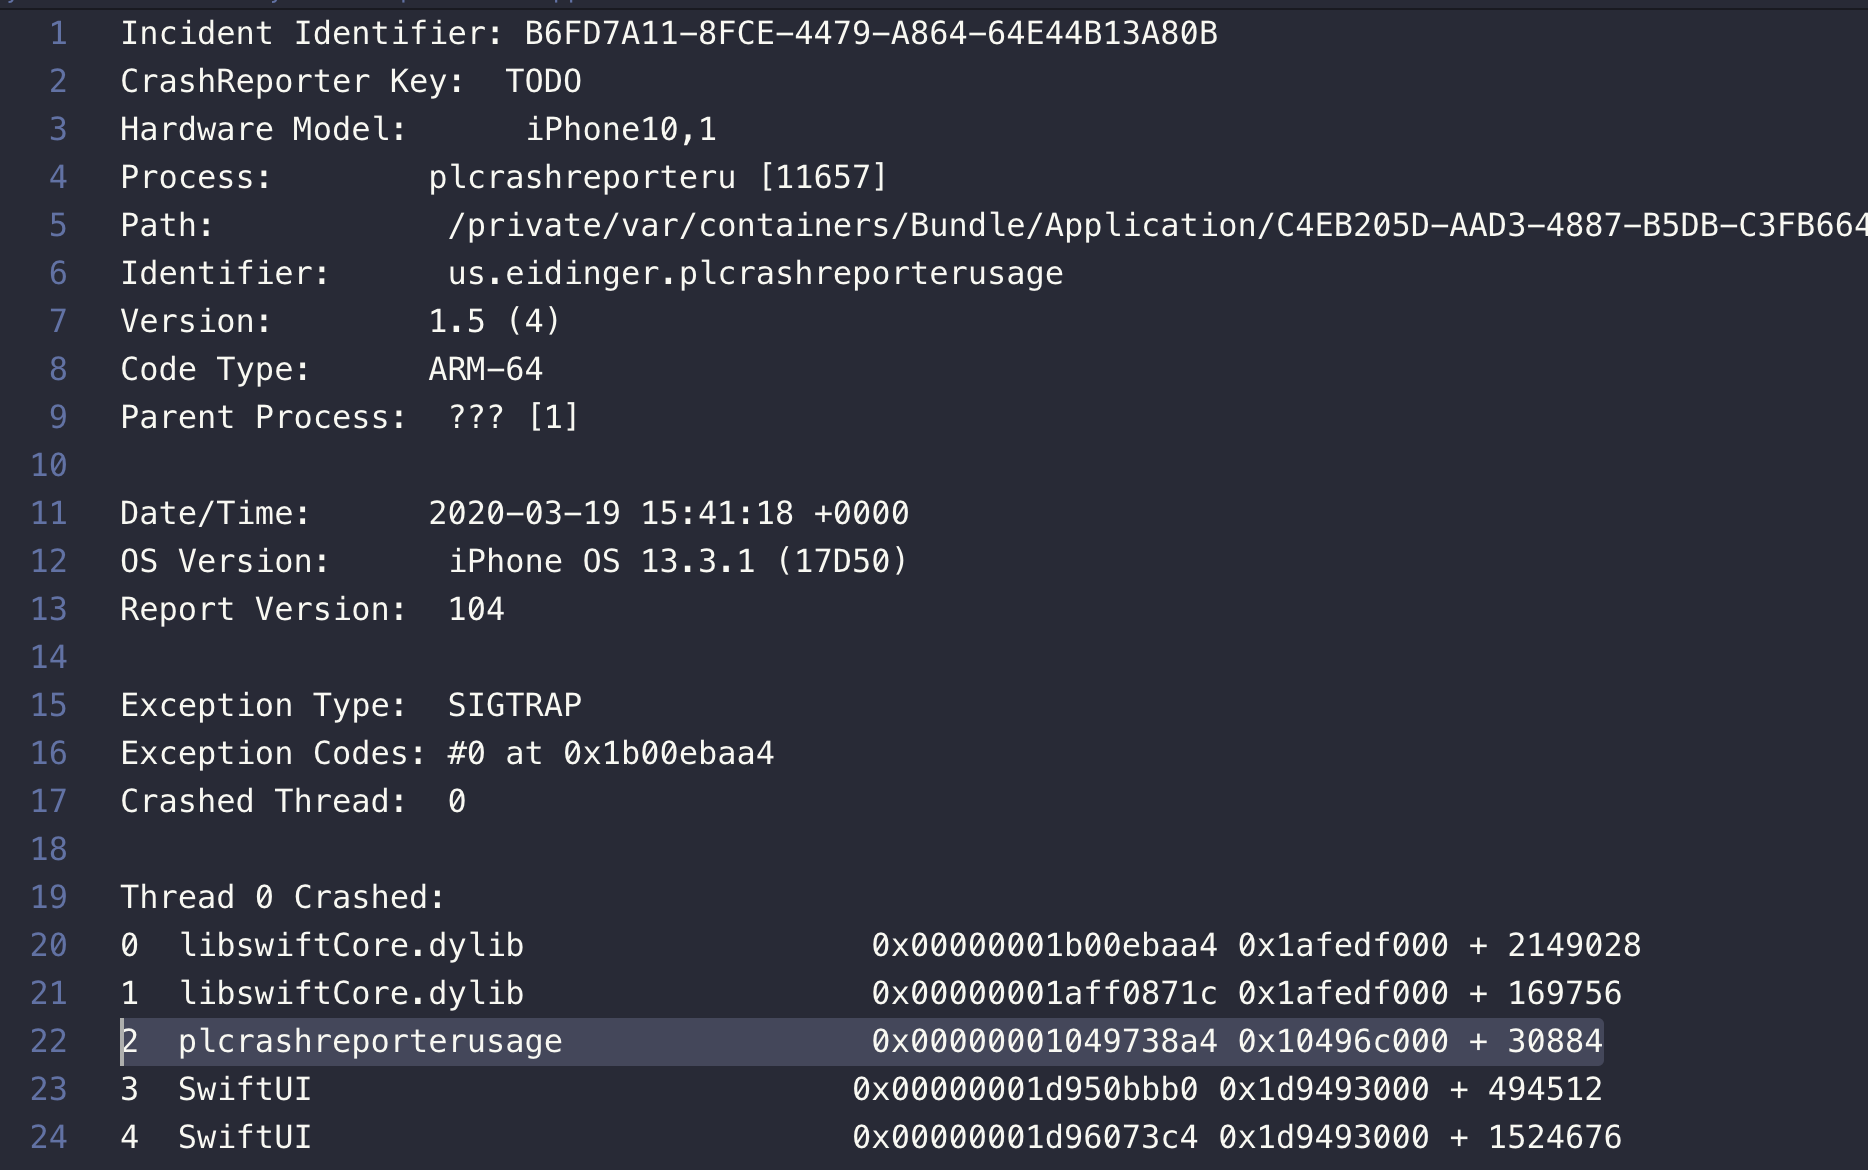 1 Incident Identifier: B6FD7A11-8FCE-4479-A864-64E44B13A80B
2 CrashReporter Key:  TODO
3 Hardware Model:      iPhone10,1
4 Process:        plcrashreporteru [11657]
5 Path:            /private/var/containers/Bundle/Application/C4EB205D-AAD3-4887-B5DB-C3FB664
6 Identifier:      us.eidinger.plcrashreporterusage
7 Version:        1.5 (4)
8 Code Type:      ARM-64
9 Parent Process:  ??? [1]
10
11 Date/Time:      2020-03-19 15:41:18 +0000
12 OS Version:      iPhone OS 13.3.1 (17D50)
13 Report Version:  104
14
15 Exception Type:  SIGTRAP
16 Exception Codes: #0 at 0x1b00ebaa4
17 Crashed Thread:  0
18
19 Thread 0 Crashed:
20 0  libswiftCore.dylib                  0x00000001b00ebaa4 0x1afedf000 + 2149028
21 1  libswiftCore.dylib                  0x00000001aff0871c 0x1afedf000 + 169756
22 2  plcrashreporterusage                0x00000001049738a4 0x10496c000 + 30884
23 3  SwiftUI                            0x00000001d950bbb0 0x1d9493000 + 494512
24 4  SwiftUI                            0x00000001d96073c4 0x1d9493000 + 1524676